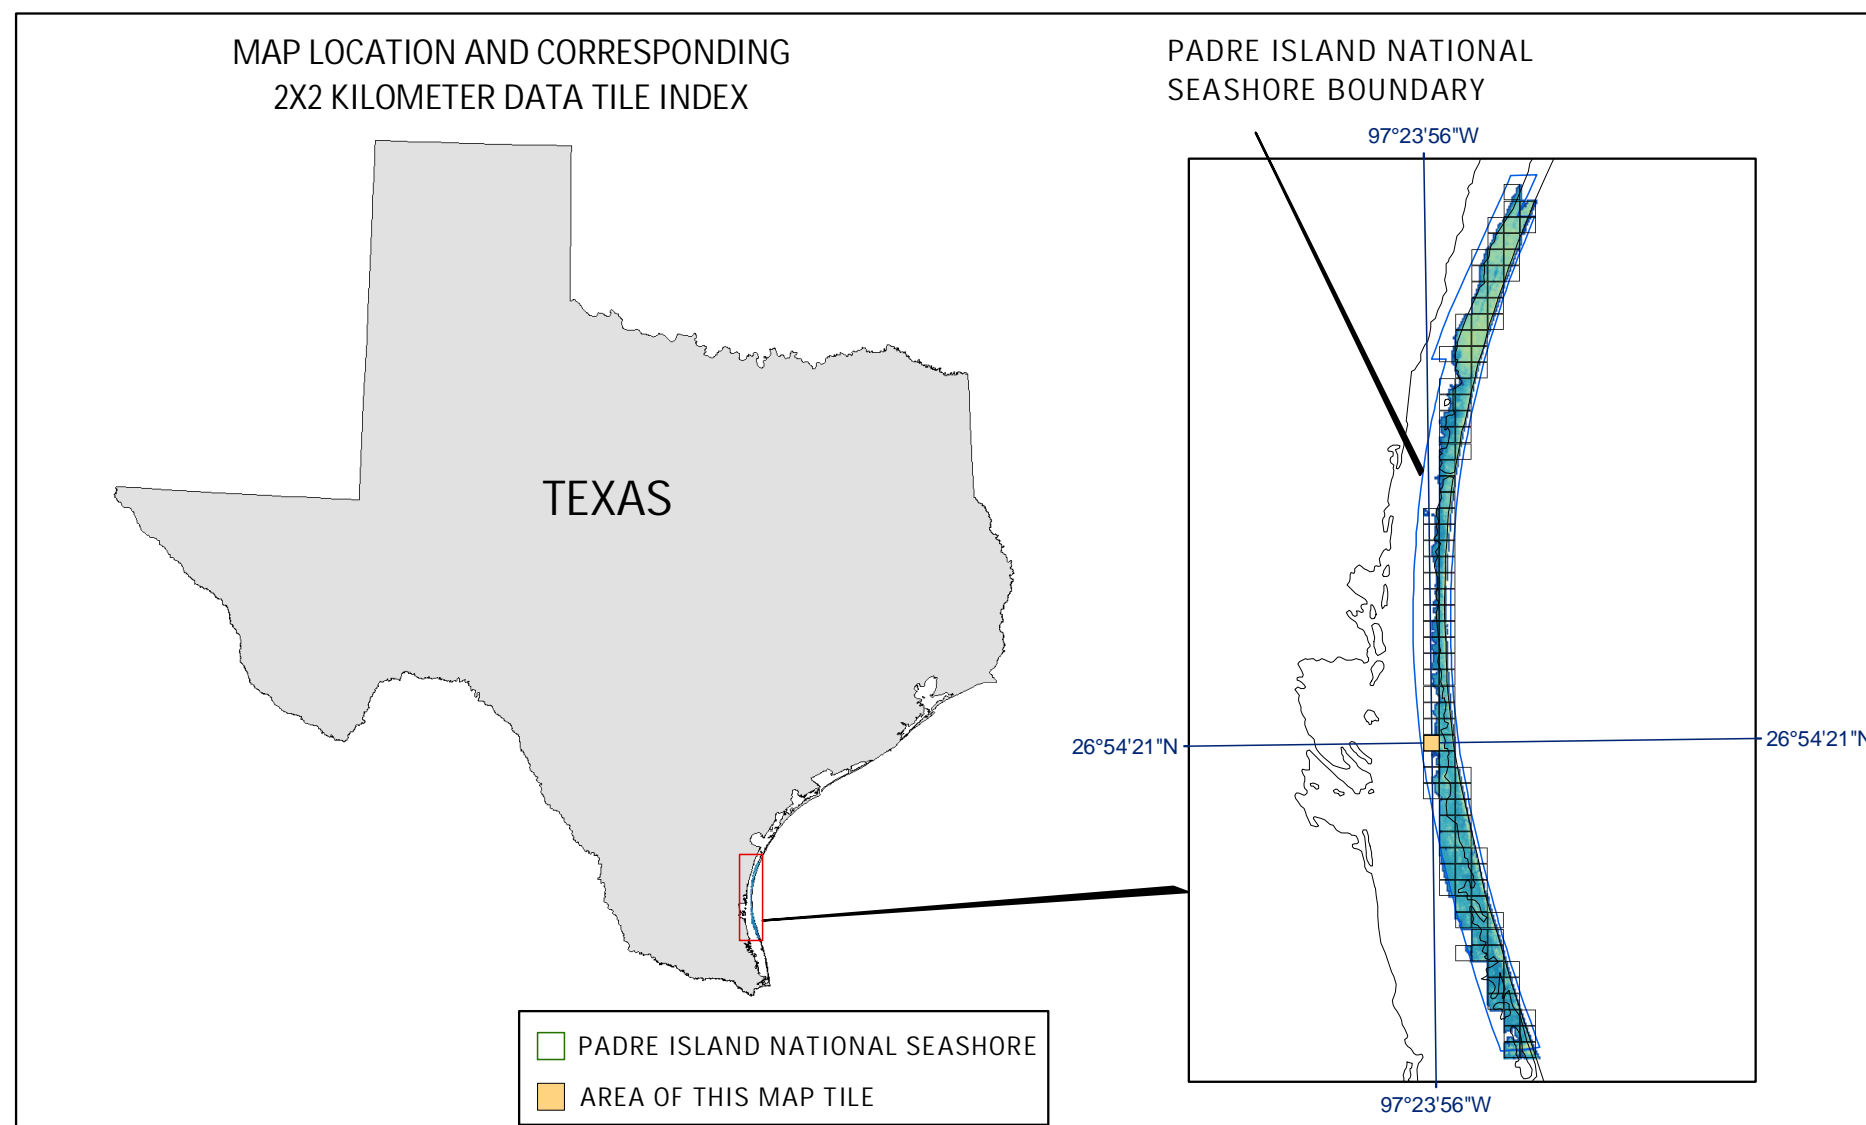 MAP LOCATION AND CORRESPONDING
2X2 KILOMETER DATA TILE INDEX
PADRE ISLAND NATIONAL
SEASHORE BOUNDARY
97°23'56"W
TEXAS
26°54'21"N
26°54'21"N
PADRE ISLAND NATIONAL SEASHORE
AREA OF THIS MAP TILE
97°23'56"W